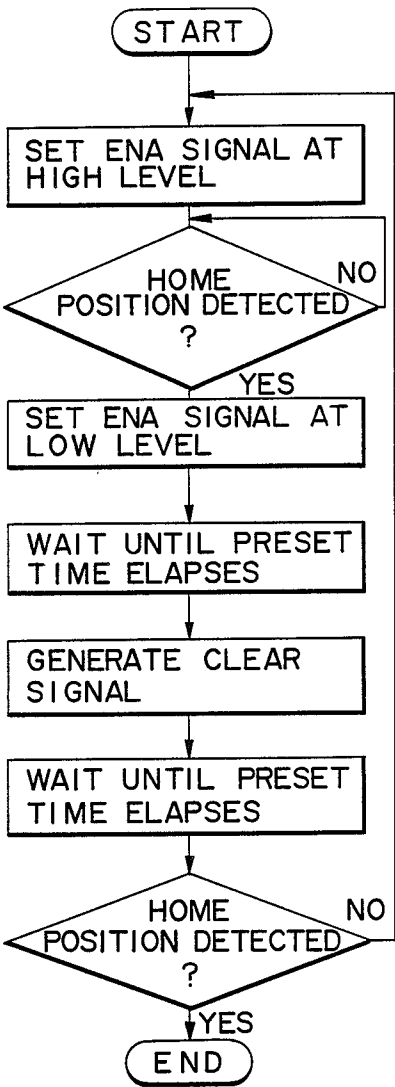 START
SET ENA SIGNAL AT
HIGH LEVEL
HOME
POSITION DETECTED
?
NO
YES
SET ENA SIGNAL AT
LOW LEVEL
WAIT UNTIL PRESET
TIME ELAPSES
GENERATE CLEAR
SIGNAL
WAIT UNTIL PRESET
TIME ELAPSES
HOME
POSITION DETECTED
?
NO
YES
END